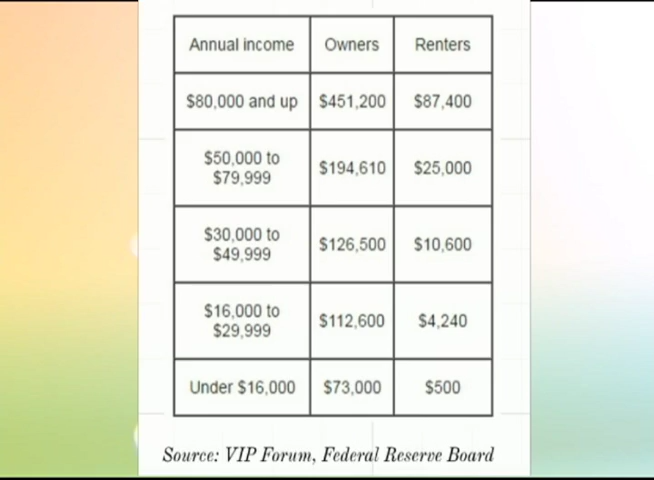 Annual income Owners Renters
$80,000 and up $451,200 $87,400
$50,000 to
$79,999 $194,610 $25,000
$30,000 to
$49,999 $126,500 $10,600
$16,000 to
$29,999 $112,600 $4,240
Under $16,000 $73,000 $500
Source: VIP Forum, Federal Reserve Board